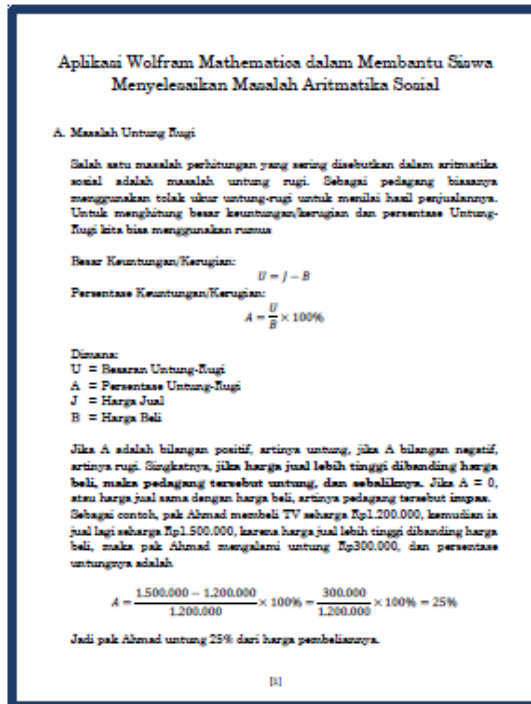 Aplikasi Wolfram Mathematica dalam Membantu Siswa
Menyelesaikan Masalah Aritmatika Sosial
A. Masalah Untung Rugi
Salah satu masalah perhitungan yang sering disebutkan dalam aritmatika
sosial adalah masalah untung rugi. Sebagai pedagang biasanya
menggunakan tolak ukur untung-rugi untuk menilai hasil penjualannya.
Untuk menghitung besar keuntungan/kerugian dan persentase Untung-
Rugi kita bisa menggunakan rumus
Besar Keuntungan/Kerugian:
U = J − B
Persentase Keuntungan/Kerugian:
A = U/B × 100%
Dimana:
U = Besaran Untung-Rugi
A = Persentase Untung-Rugi
J = Harga Jual
B = Harga Beli
Jika A adalah bilangan positif, artinya untung, jika A bilangan negatif,
artinya rugi. Singkatnya, jika harga jual lebih tinggi dibanding harga
beli, maka pedagang tersebut untung, dan sebaliknya. Jika A = 0,
atau harga jual sama dengan harga beli, artinya pedagang tersebut impas.
Sebagai contoh, pak Ahmad membeli TV seharga Rp1.200.000, kemudian ia
jual lagi seharga Rp1.500.000, karena harga jual lebih tinggi dibanding harga
beli, maka pak Ahmad mengalami untung Rp300.000, dan persentase
untungnya adalah
A = 1.500.000 − 1.200.000/1.200.000 × 100% = 300.000/1.200.000 × 100% = 25%
Jadi pak Ahmad untung 25% dari harga pembeliannya.
[1]